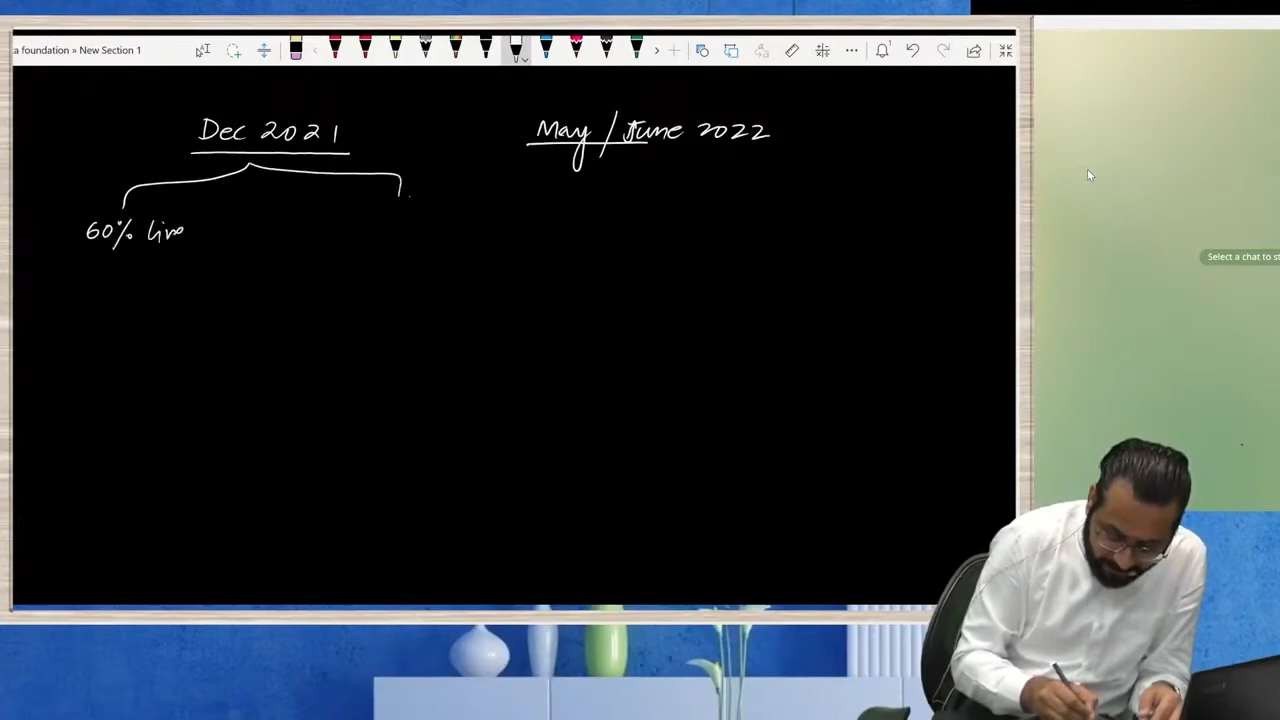 a foundation » New Section 1
Dec 2021
May / June 2022
60% live
Select a chat to st